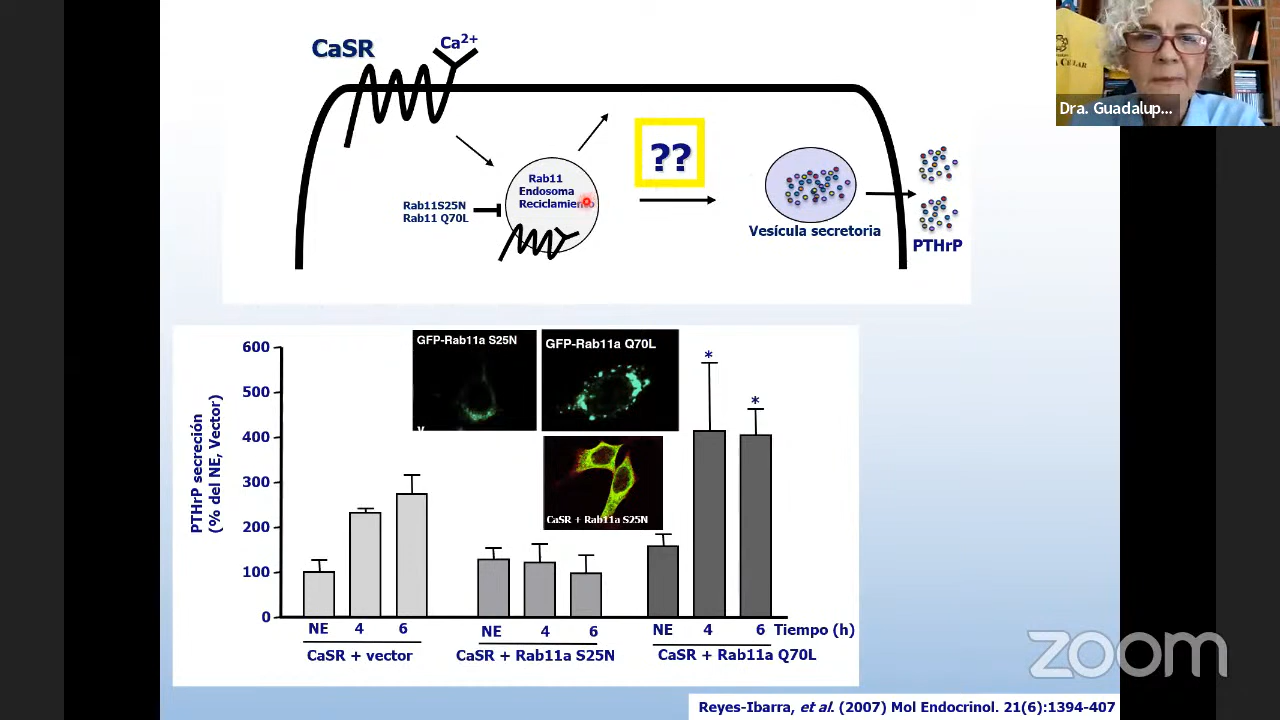 CaSR
Ca2+
Dra. Guadalup...
Rab11
Endosoma
Reciclamiento
Rab11S25N
Rab11 Q70L
??
Vesícula secretoria
PTHrP
GFP-Rab11a S25N
GFP-Rab11a Q70L
CaSR + Rab11a S25N
PTHrP secreción
(% del NE, Vector)
600
500
400
300
200
100
0
*
*
NE 4 6
NE 4 6
NE 4 6 Tiempo (h)
CaSR + vector
CaSR + Rab11a S25N
CaSR + Rab11a Q70L
zoom
Reyes-Ibarra, et al. (2007) Mol Endocrinol. 21(6):1394-407